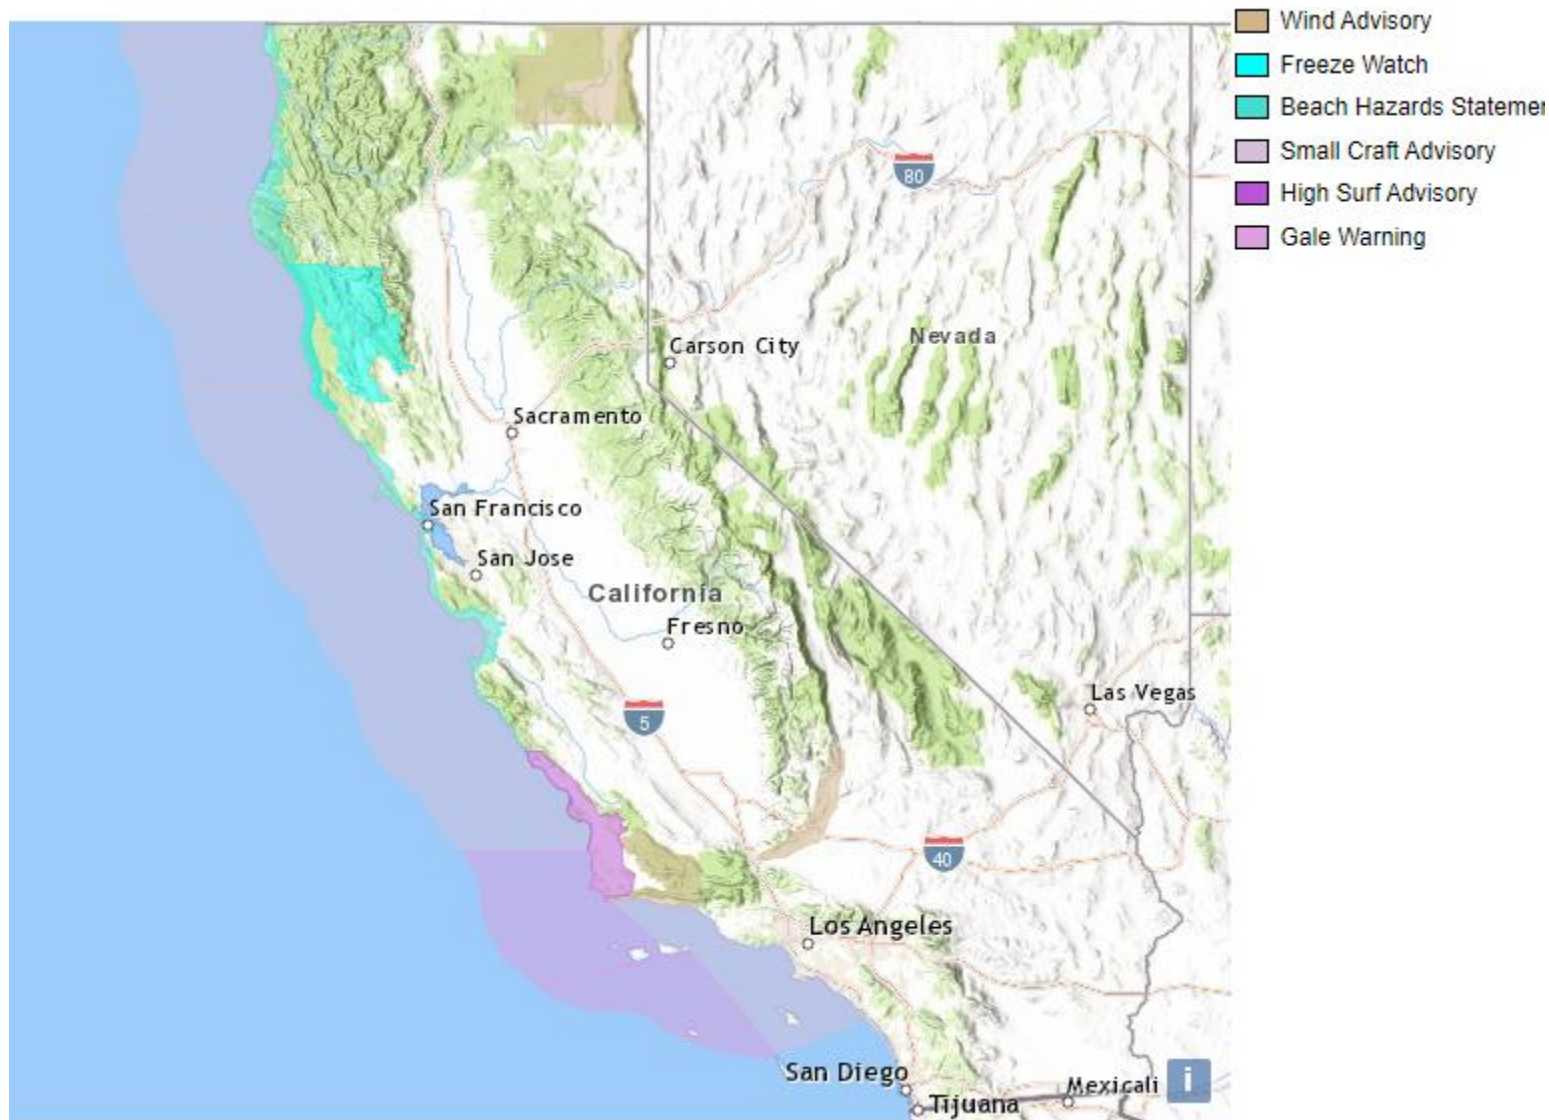 Wind Advisory
Freeze Watch
Beach Hazards Statemen
Small Craft Advisory
High Surf Advisory
Gale Warning
80
Nevada
Carson City
Sacramento
San Francisco
San Jose
California
Fresno
Las Vegas
5
40
Los Angeles
San Diego
Mexicali
i
Tijuana